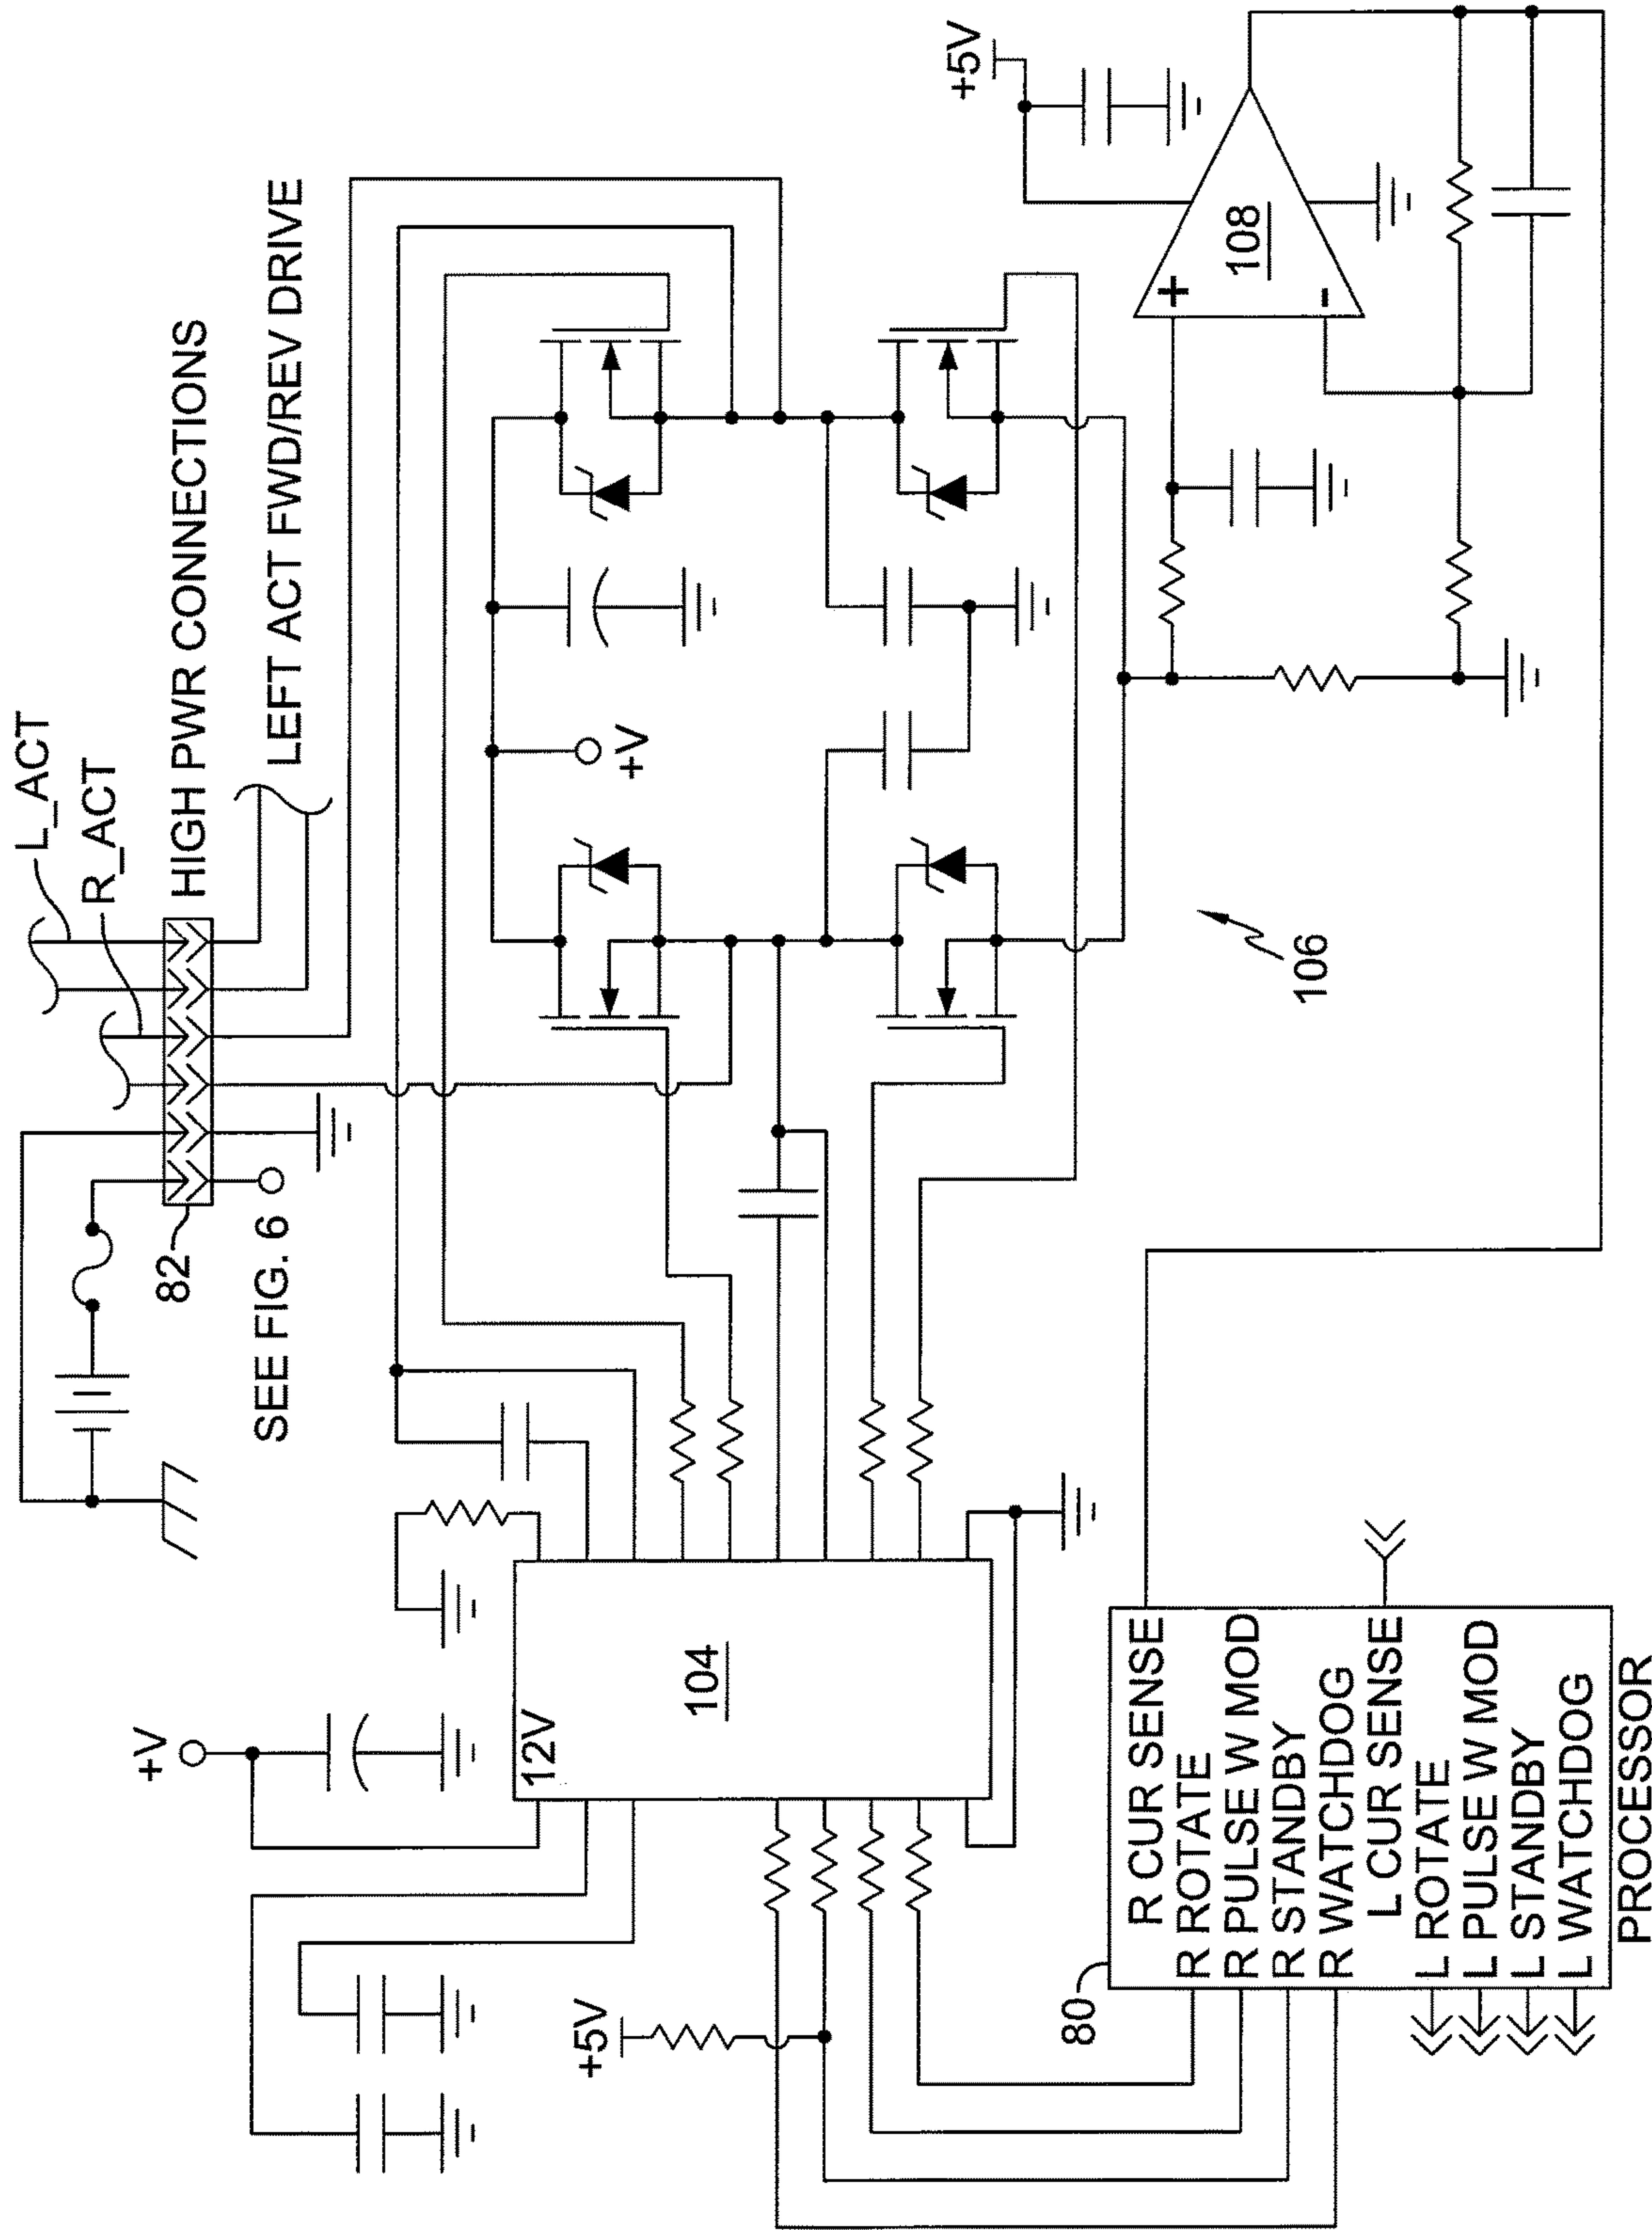 L_ACT
R_ACT
HIGH PWR CONNECTIONS
LEFT ACT FWD/REV DRIVE
82
SEE FIG. 6
+V
+5V
12V
104
+V
106
+5V
108
+
-
80
R CUR SENSE
R ROTATE
R PULSE W MOD
R STANDBY
R WATCHDOG
L CUR SENSE
L ROTATE
L PULSE W MOD
L STANDBY
L WATCHDOG
PROCESSOR